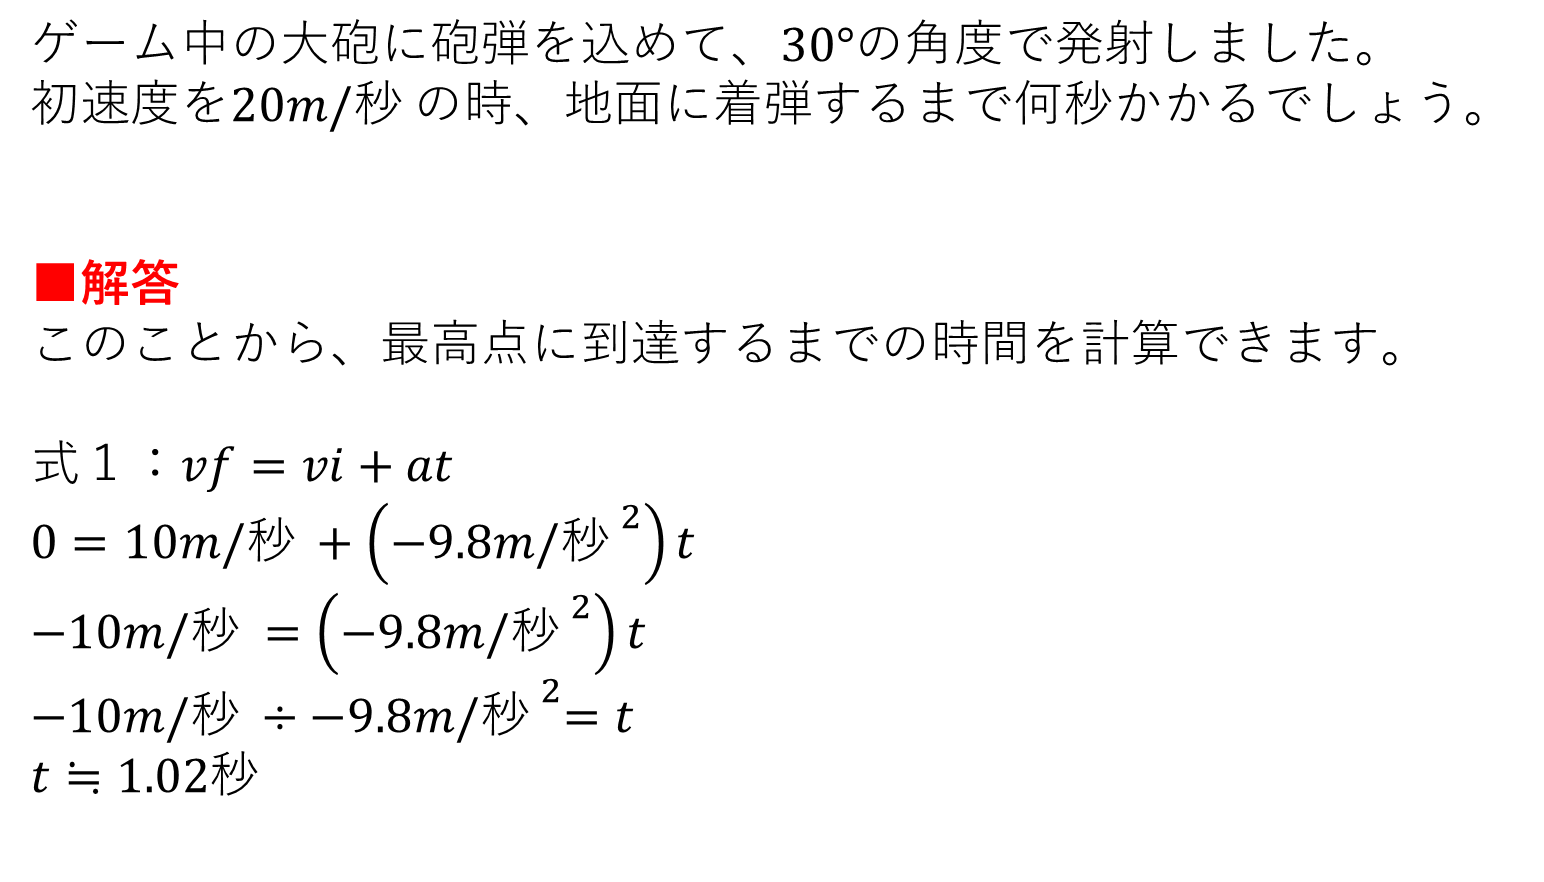 ゲーム中の大砲に砲弾を込めて、30°の角度で発射しました。
初速度を20m/秒 の時、地面に着弾するまで何秒かかるでしょう。
■解答
このことから、最高点に到達するまでの時間を計算できます。
式１：vf = vi + at
0 = 10m/秒 + (−9.8m/秒²) t
−10m/秒 = (−9.8m/秒²) t
−10m/秒 ÷ −9.8m/秒² = t
t ≒ 1.02秒